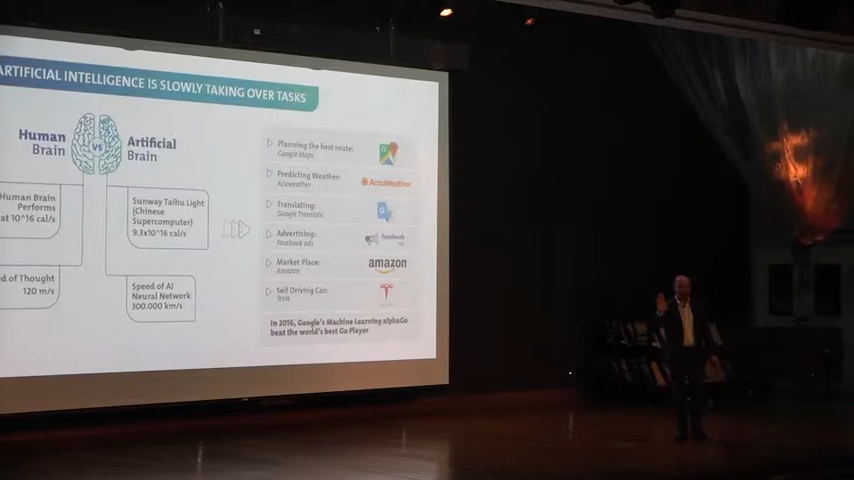 ARTIFICIAL INTELLIGENCE IS SLOWLY TAKING OVER TASKS
Human
Brain
VS
Artificial
Brain
Human Brain
Performs
at 10^16 cal/s
Sunway Taihu Light
(Chinese
Supercomputer)
9.3x10^16 cal/s
d of Thought
120 m/s
Speed of AI
Neural Network
300.000 km/s
Planning the best route:
Google Maps
Predicting Weather:
Acuweather
AccuWeather
Translating:
Google Translate
Advertising:
Facebook ads
facebook
Market Place:
Amazon
amazon
Self Driving Car:
Tesla
In 2016, Google's Machine Learning alphaGo
beat the world's best Go Player